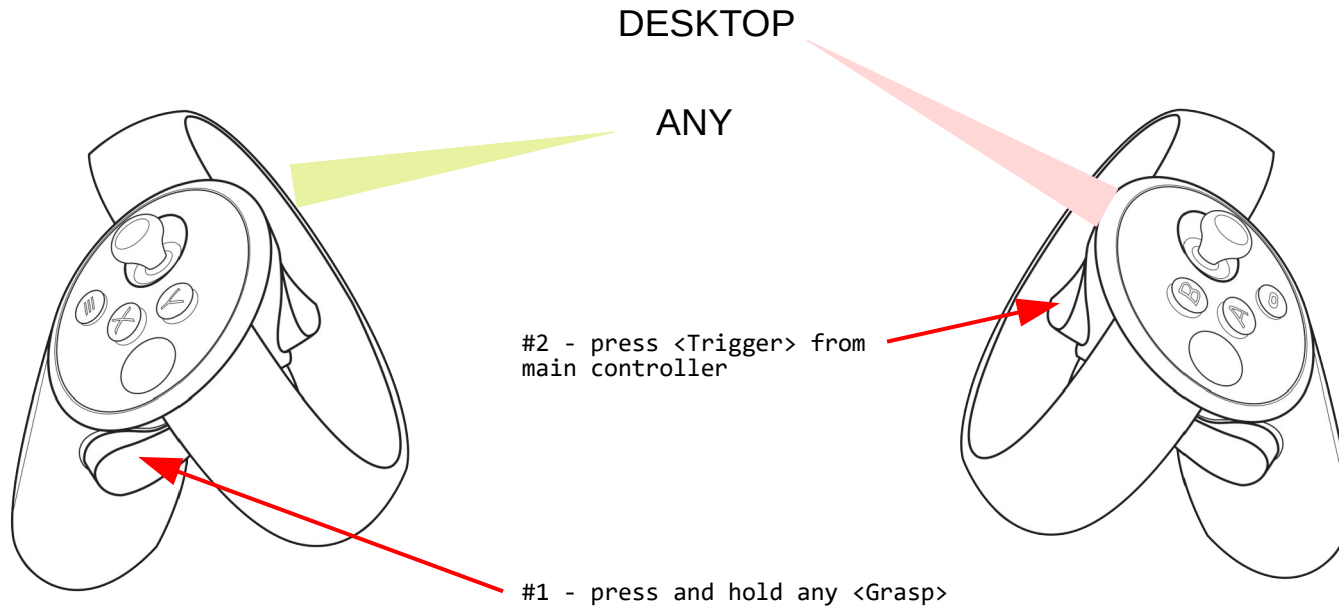 DESKTOP
ANY
Y
X
B
A
#2 - press <Trigger> from
main controller
#1 - press and hold any <Grasp>